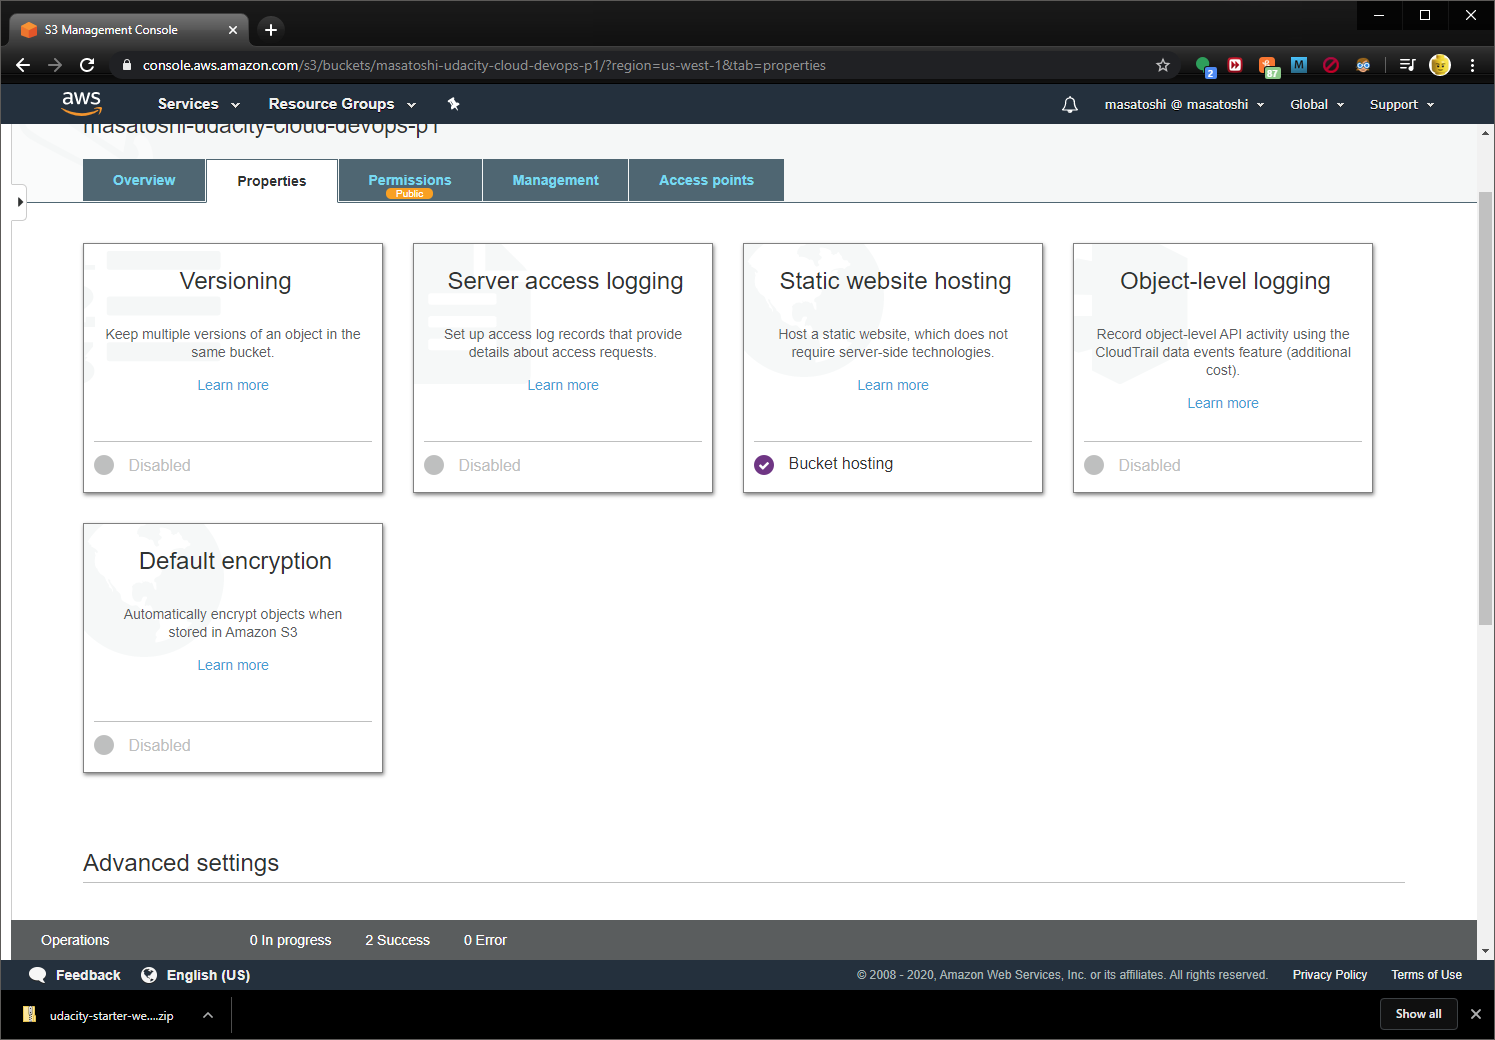 S3 Management Console
console.aws.amazon.com/s3/buckets/masatoshi-udacity-cloud-devops-p1/?region=us-west-1&tab=properties
2
87
M
aws
Services
Resource Groups
masatoshi @ masatoshi
Global
Support
masatoshi-udacity-cloud-devops-p1
Overview
Properties
Permissions
Public
Management
Access points
Versioning
Keep multiple versions of an object in the
same bucket.
Learn more
Disabled
Server access logging
Set up access log records that provide
details about access requests.
Learn more
Disabled
Static website hosting
Host a static website, which does not
require server-side technologies.
Learn more
Bucket hosting
Object-level logging
Record object-level API activity using the
CloudTrail data events feature (additional
cost).
Learn more
Disabled
Default encryption
Automatically encrypt objects when
stored in Amazon S3
Learn more
Disabled
Advanced settings
Operations
0 In progress
2 Success
0 Error
Feedback
English (US)
© 2008 - 2020, Amazon Web Services, Inc. or its affiliates. All rights reserved.
Privacy Policy
Terms of Use
udacity-starter-we....zip
Show all